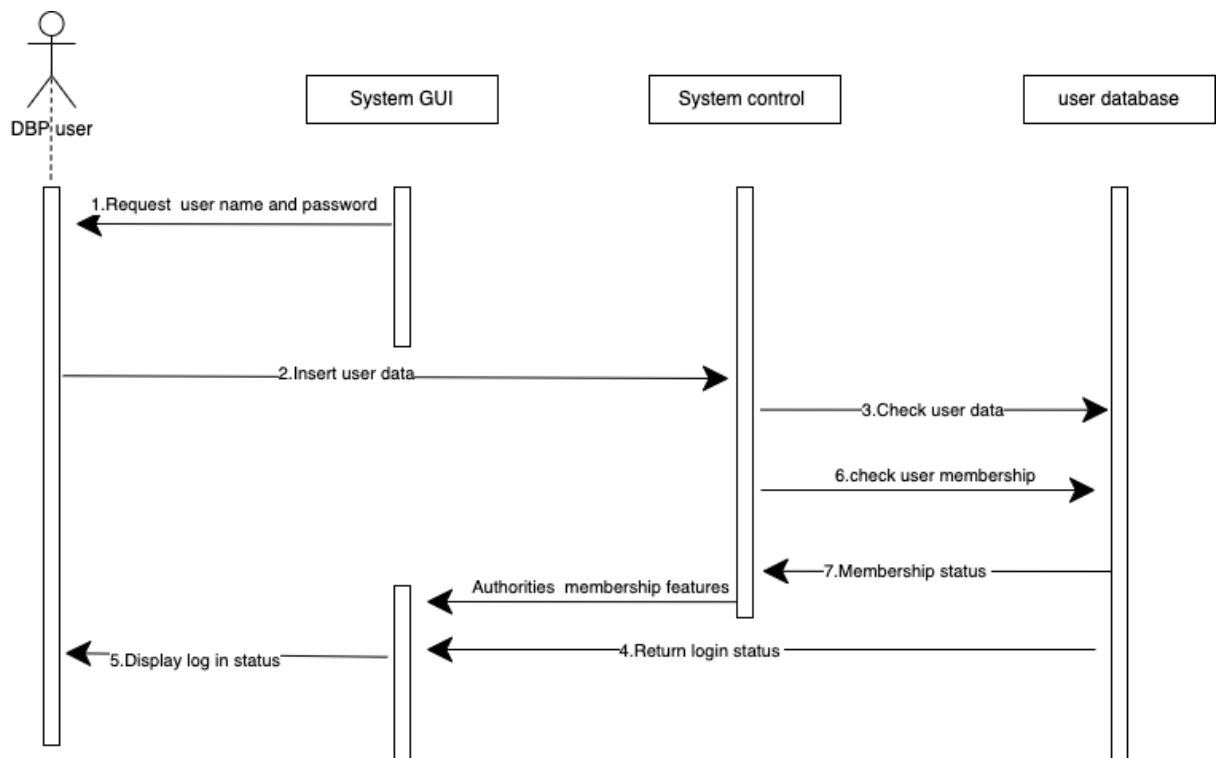 System GUI
System control
user database
DBP user
1.Request user name and password
2.Insert user data
3.Check user data
6.check user membership
7.Membership status
Authorities membership features
4.Return login status
5.Display log in status